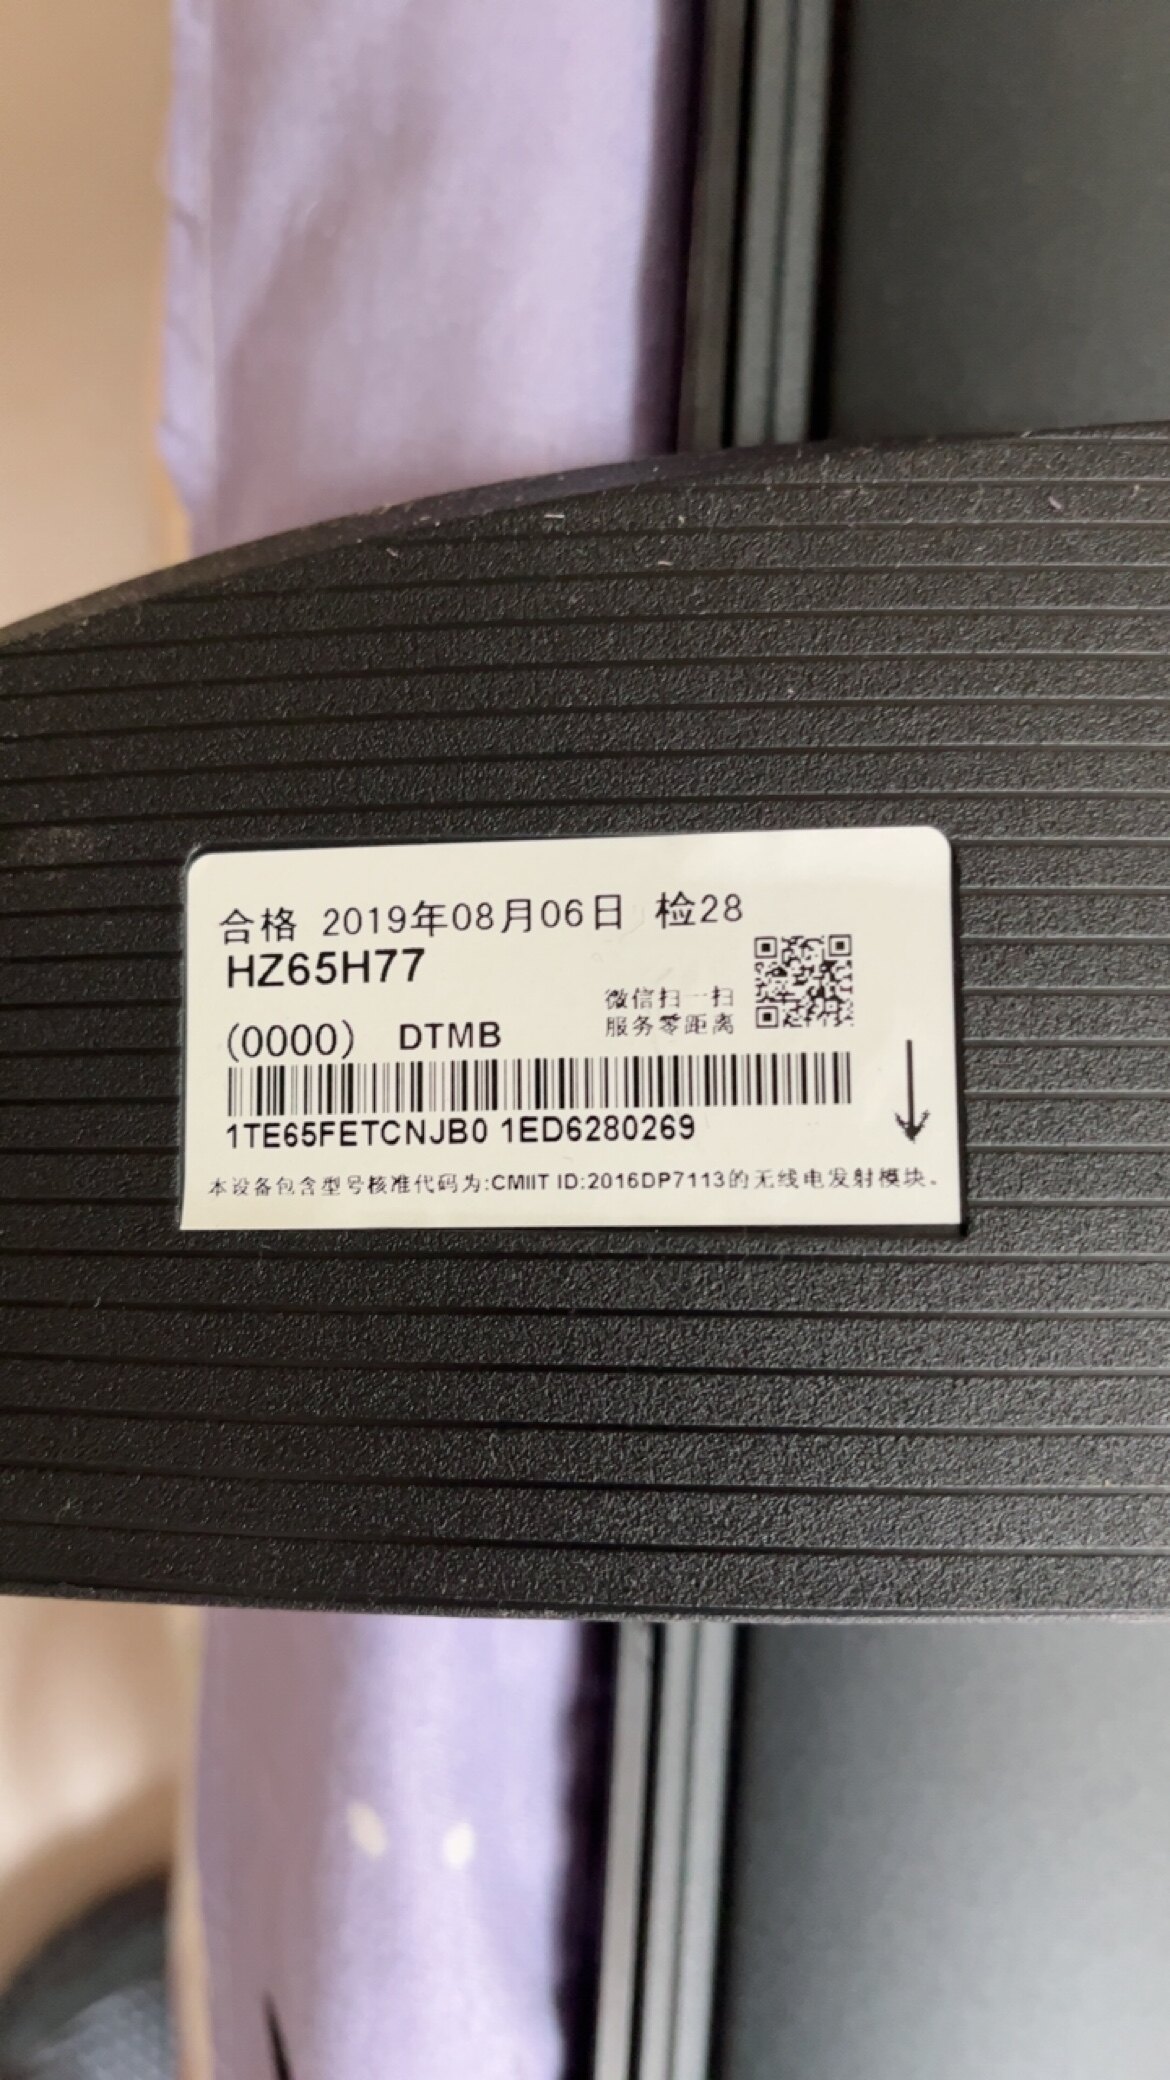 合格 2019年08月06日 检28
HZ65H77
微信扫一扫
服务零距离
(0000) DTMB
1TE65FETCNJB0 1ED6280269
本设备包含型号核准代码为:CMIIT ID:2016DP7113的无线电发射模块。